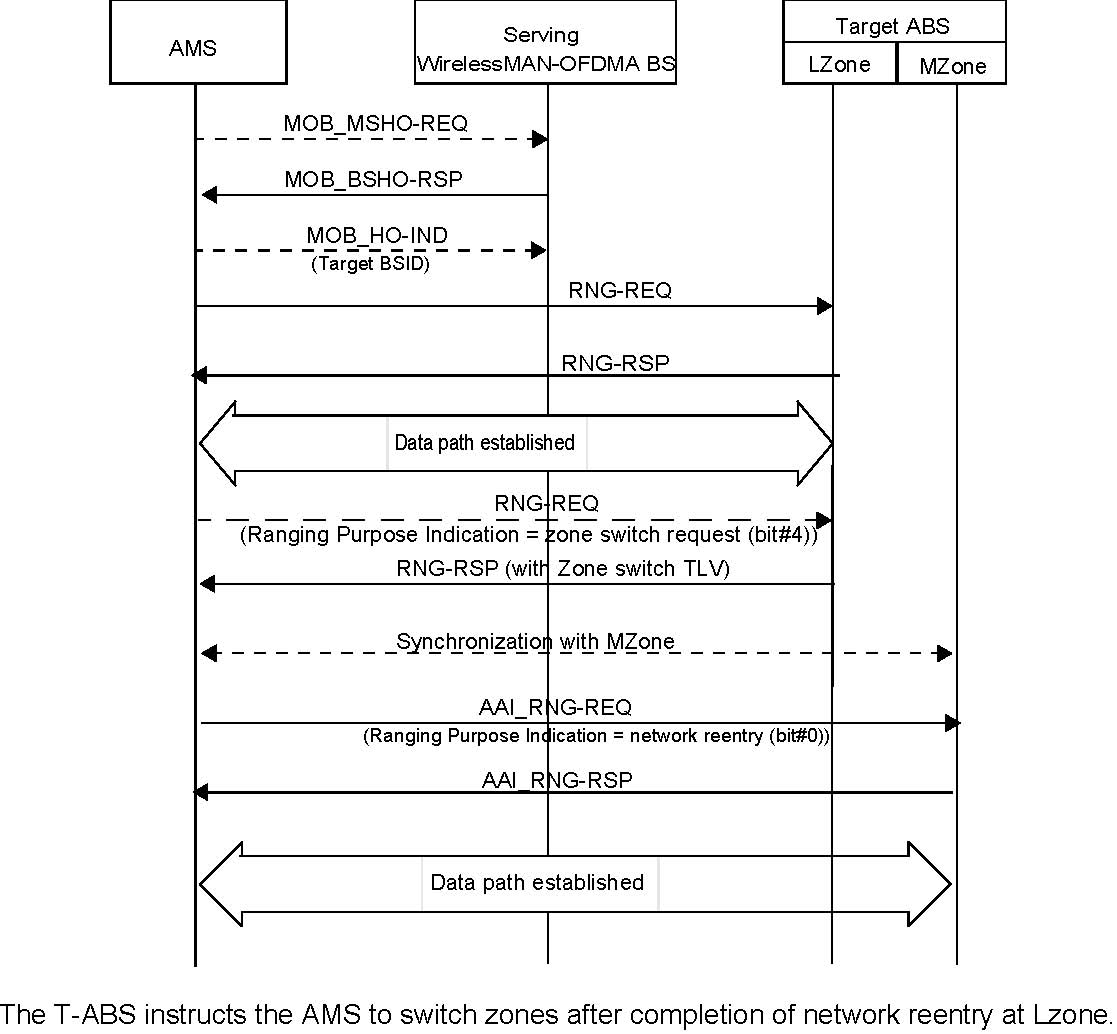 AMS
Serving
WirelessMAN-OFDMA BS
Target ABS
LZone
MZone
MOB_MSHO-REQ
MOB_BSHO-RSP
MOB_HO-IND
(Target BSID)
RNG-REQ
RNG-RSP
Data path established
RNG-REQ
(Ranging Purpose Indication = zone switch request (bit#4))
RNG-RSP (with Zone switch TLV)
Synchronization with MZone
AAI_RNG-REQ
(Ranging Purpose Indication = network reentry (bit#0))
AAI_RNG-RSP
Data path established
The T-ABS instructs the AMS to switch zones after completion of network reentry at Lzone